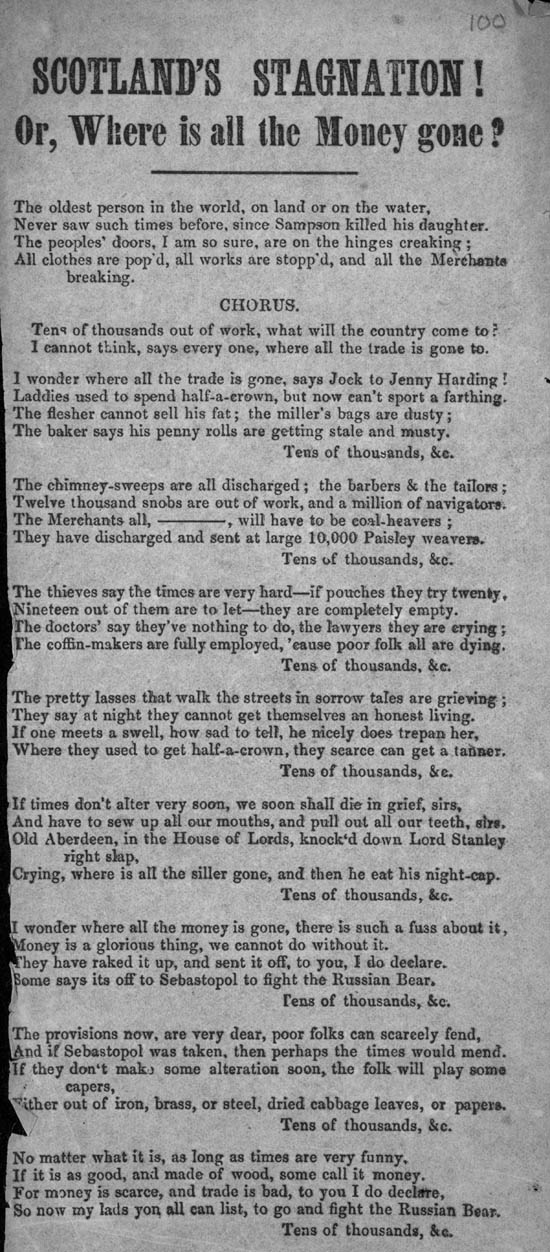 100
SCOTLAND'S STAGNATION!
Or, Where is all the Money gone?
The oldest person in the world, on land or on the water,
Never saw such times before, since Sampson killed his daughter.
The peoples' doors, I am so sure, are on the hinges creaking;
All clothes are pop'd, all works are stopp'd, and all the Merchants
breaking.
CHORUS.
Tens of thousands out of work, what will the country come to?
I cannot think, says every one, where all the trade is gone to.
I wonder where all the trade is gone, says Jock to Jenny Harding!
Laddies used to spend half-a-crown, but now can't sport a farthing.
The flesher cannot sell his fat; the miller's bags are dusty;
The baker says his penny rolls are getting stale and musty.
Tens of thousands, &c.
The chimney-sweeps are all discharged; the barbers & the tailors;
Twelve thousand snobs are out of work, and a million of navigators.
The Merchants all, ———, will have to be coal-heavers;
They have discharged and sent at large 10,000 Paisley weavers.
Tens of thousands, &c.
The thieves say the times are very hard—if pouches they try twenty,
Nineteen out of them are to let—they are completely empty.
The doctors' say they've nothing to do, the lawyers they are crying;
The coffin-makers are fully employed, 'cause poor folk all are dying.
Tens of thousands, &c.
The pretty lasses that walk the streets in sorrow tales are grieving;
They say at night they cannot get themselves an honest living.
If one meets a swell, how sad to tell, he nicely does trepan her,
Where they used to get half-a-crown, they scarce can get a tanner.
Tens of thousands, &c.
If times don't alter very soon, we soon shall die in grief, sirs,
And have to sew up all our mouths, and pull out all our teeth, sirs.
Old Aberdeen, in the House of Lords, knock'd down Lord Stanley
right slap,
Crying, where is all the siller gone, and then he eat his night-cap.
Tens of thousands, &c.
I wonder where all the money is gone, there is such a fuss about it,
Money is a glorious thing, we cannot do without it.
They have raked it up, and sent it off, to you, I do declare.
Some says its off to Sebastopol to fight the Russian Bear.
Tens of thousands, &c.
The provisions now, are very dear, poor folks can scarcely fend,
And if Sebastopol was taken, then perhaps the times would mend.
If they don't make some alteration soon, the folk will play some
capers,
Either out of iron, brass, or steel, dried cabbage leaves, or papers.
Tens of thousands, &c.
No matter what it is, as long as times are very funny,
If it is as good, and made of wood, some call it money.
For money is scarce, and trade is bad, to you I do declare,
So now my lads you all can list, to go and fight the Russian Bear.
Tens of thousands, &c.